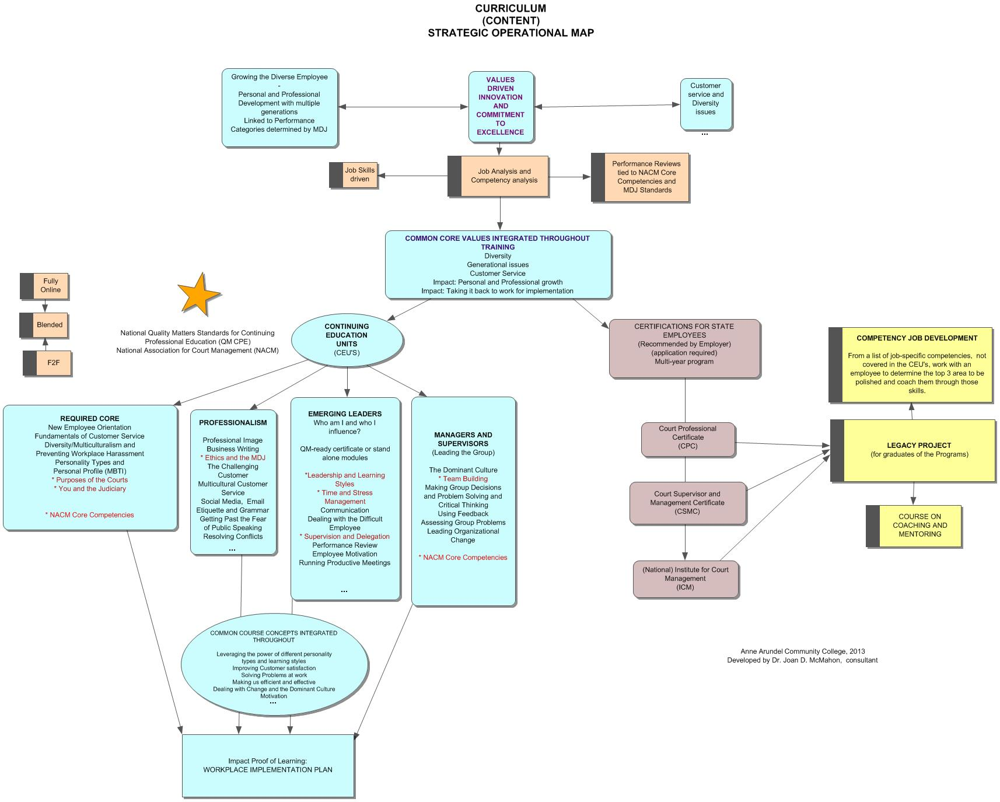 CURRICULUM
(CONTENT)
STRATEGIC OPERATIONAL MAP
Growing the Diverse Employee
-
Personal and Professional
Development with multiple
generations
Linked to Performance
Categories determined by MDJ
VALUES
DRIVEN
INNOVATION
AND
COMMITMENT
TO
EXCELLENCE
Customer
service and
Diversity
issues
...
Job Skills
driven
Job Analysis and
Competency analysis
Performance Reviews
tied to NACM Core
Competencies and
MDJ Standards
COMMON CORE VALUES INTEGRATED THROUGHOUT
TRAINING
Diversity
Generational issues
Customer Service
Impact: Personal and Professional growth
Impact: Taking it back to work for implementation
Fully
Online
Blended
F2F
National Quality Matters Standards for Continuing
Professional Education (QM CPE)
National Association for Court Management (NACM)
CONTINUING
EDUCATION
UNITS
(CEU'S)
CERTIFICATIONS FOR STATE
EMPLOYEES
(Recommended by Employer)
(application required)
Multi-year program
COMPETENCY JOB DEVELOPMENT
From a list of job-specific competencies, not
covered in the CEU's, work with an
employee to determine the top 3 area to be
polished and coach them through those
skills.
REQUIRED CORE
New Employee Orientation
Fundamentals of Customer Service
Diversity/Multiculturalism and
Preventing Workplace Harassment
Personality Types and
Personal Profile (MBTI)
* Purposes of the Courts
* You and the Judiciary
* NACM Core Competencies
PROFESSIONALISM
Professional Image
Business Writing
* Ethics and the MDJ
The Challenging
Customer
Multicultural Customer
Service
Social Media, Email
Etiquette and Grammar
Getting Past the Fear
of Public Speaking
Resolving Conflicts
...
EMERGING LEADERS
Who am I and who I
influence?
QM-ready certificate or stand
alone modules
*Leadership and Learning
Styles
* Time and Stress
Management
Communication
Dealing with the Difficult
Employee
* Supervision and Delegation
Performance Review
Employee Motivation
Running Productive Meetings
...
MANAGERS AND
SUPERVISORS
(Leading the Group)
The Dominant Culture
* Team Building
Making Group Decisions
and Problem Solving and
Critical Thinking
Using Feedback
Assessing Group Problems
Leading Organizational
Change
* NACM Core Competencies
Court Professional
Certificate
(CPC)
LEGACY PROJECT
(for graduates of the Programs)
Court Supervisor and
Management Certificate
(CSMC)
COURSE ON
COACHING AND
MENTORING
(National) Institute for Court
Management
(ICM)
COMMON COURSE CONCEPTS INTEGRATED
THROUGHOUT
Leveraging the power of different personality
types and learning styles
Improving Customer satisfaction
Solving Problems at work
Making us efficient and effective
Dealing with Change and the Dominant Culture
Motivation
...
Anne Arundel Community College, 2013
Developed by Dr. Joan D. McMahon, consultant
Impact Proof of Learning:
WORKPLACE IMPLEMENTATION PLAN